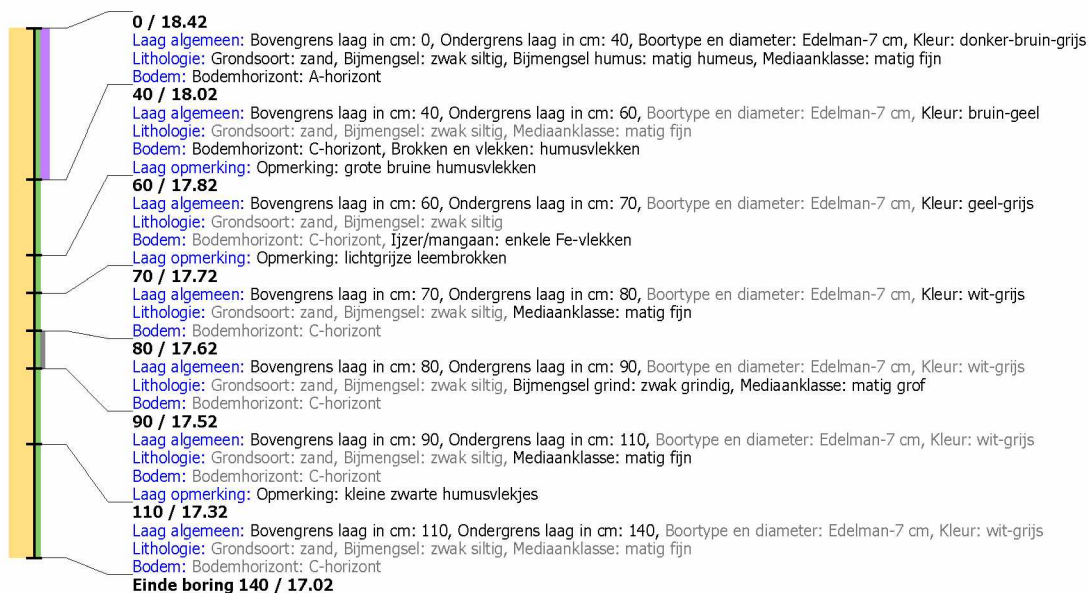 0 / 18.42
Laag algemeen: Bovengrens laag in cm: 0, Ondergrens laag in cm: 40, Boortype en diameter: Edelman-7 cm, Kleur: donker-bruin-grijs
Lithologie: Grondsoort: zand, Bijmengsel: zwak siltig, Bijmengsel humus: matig humeus, Mediaanklasse: matig fijn
Bodem: Bodemhorizont: A-horizont
40 / 18.02
Laag algemeen: Bovengrens laag in cm: 40, Ondergrens laag in cm: 60, Boortype en diameter: Edelman-7 cm, Kleur: bruin-geel
Lithologie: Grondsoort: zand, Bijmengsel: zwak siltig, Mediaanklasse: matig fijn
Bodem: Bodemhorizont: C-horizont, Brokken en vlekken: humusvlekken
Laag opmerking: Opmerking: grote bruine humusvlekken
60 / 17.82
Laag algemeen: Bovengrens laag in cm: 60, Ondergrens laag in cm: 70, Boortype en diameter: Edelman-7 cm, Kleur: geel-grijs
Lithologie: Grondsoort: zand, Bijmengsel: zwak siltig
Bodem: Bodemhorizont: C-horizont, Ijzer/mangaan: enkele Fe-vlekken
Laag opmerking: Opmerking: lichtgrijze leembrokken
70 / 17.72
Laag algemeen: Bovengrens laag in cm: 70, Ondergrens laag in cm: 80, Boortype en diameter: Edelman-7 cm, Kleur: wit-grijs
Lithologie: Grondsoort: zand, Bijmengsel: zwak siltig, Mediaanklasse: matig fijn
Bodem: Bodemhorizont: C-horizont
80 / 17.62
Laag algemeen: Bovengrens laag in cm: 80, Ondergrens laag in cm: 90, Boortype en diameter: Edelman-7 cm, Kleur: wit-grijs
Lithologie: Grondsoort: zand, Bijmengsel: zwak siltig, Bijmengsel grind: zwak grindig, Mediaanklasse: matig grof
Bodem: Bodemhorizont: C-horizont
90 / 17.52
Laag algemeen: Bovengrens laag in cm: 90, Ondergrens laag in cm: 110, Boortype en diameter: Edelman-7 cm, Kleur: wit-grijs
Lithologie: Grondsoort: zand, Bijmengsel: zwak siltig, Mediaanklasse: matig fijn
Bodem: Bodemhorizont: C-horizont
Laag opmerking: Opmerking: kleine zwarte humusvlekjes
110 / 17.32
Laag algemeen: Bovengrens laag in cm: 110, Ondergrens laag in cm: 140, Boortype en diameter: Edelman-7 cm, Kleur: wit-grijs
Lithologie: Grondsoort: zand, Bijmengsel: zwak siltig, Mediaanklasse: matig fijn
Bodem: Bodemhorizont: C-horizont
Einde boring 140 / 17.02